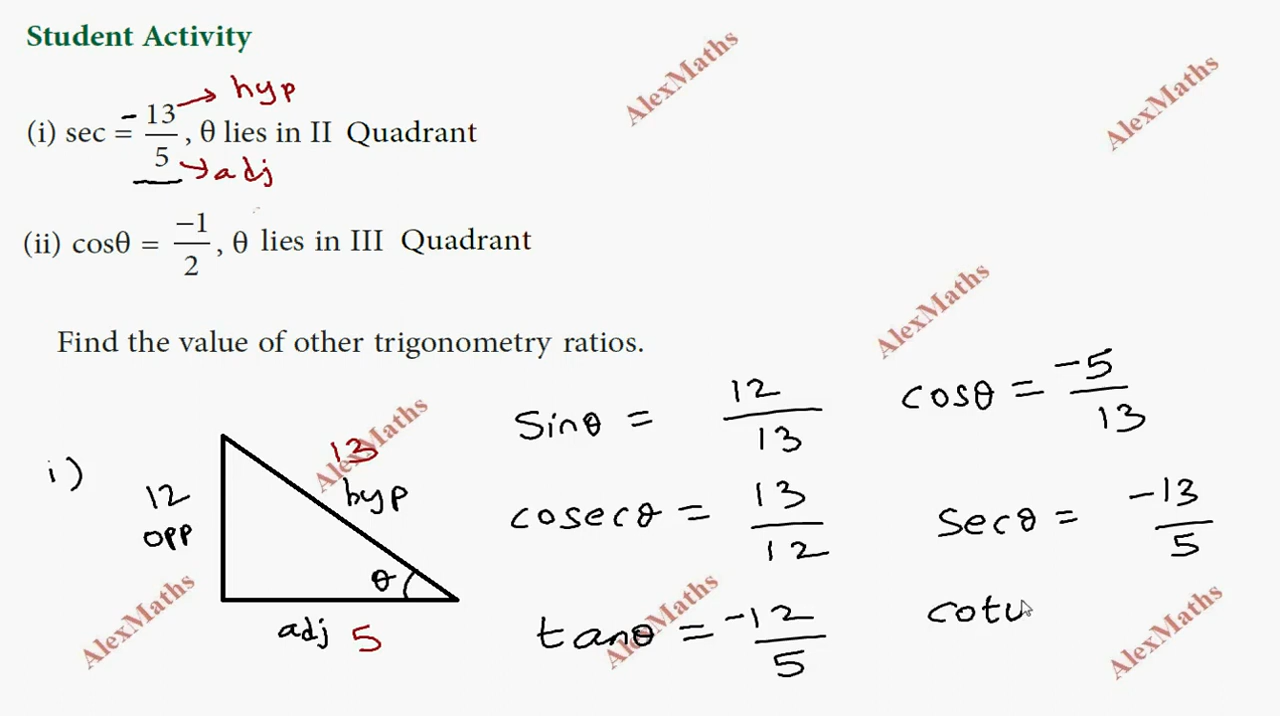 Student Activity
→ hyp
(i) sec = -13/5 , θ lies in II Quadrant
→ adj
(ii) cosθ = −1/2 , θ lies in III Quadrant
Find the value of other trigonometry ratios.
i)
12
opp
13
hyp
θ
adj 5
sinθ = 12/13
cosθ = -5/13
cosecθ = 13/12
secθ = -13/5
tanθ = -12/5
cot
AlexMaths
AlexMaths
AlexMaths
AlexMaths
AlexMaths
AlexMaths
AlexMaths